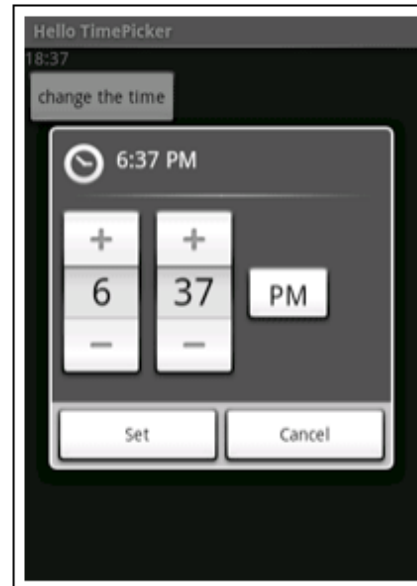 Hello TimePicker
18:37
change the time
6:37 PM
+ +
6 37 PM
− −
Set Cancel